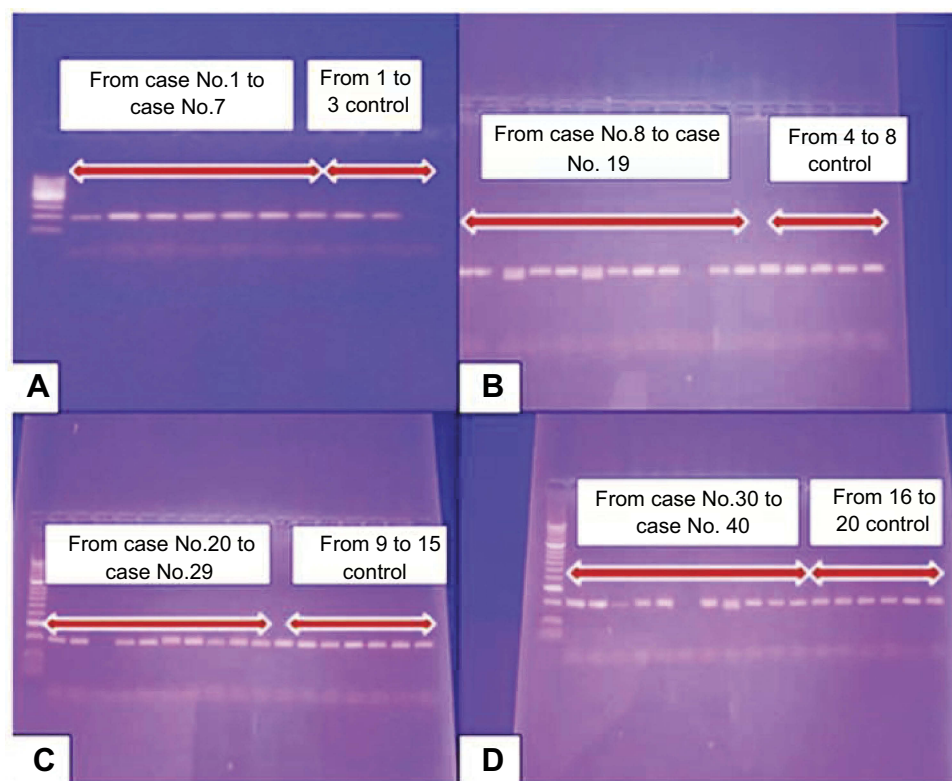 From case No.1 to
case No.7
From 1 to
3 control
A
From case No.8 to case
No. 19
From 4 to 8
control
B
From case No.20 to
case No.29
From 9 to 15
control
C
From case No.30 to
case No. 40
From 16 to
20 control
D